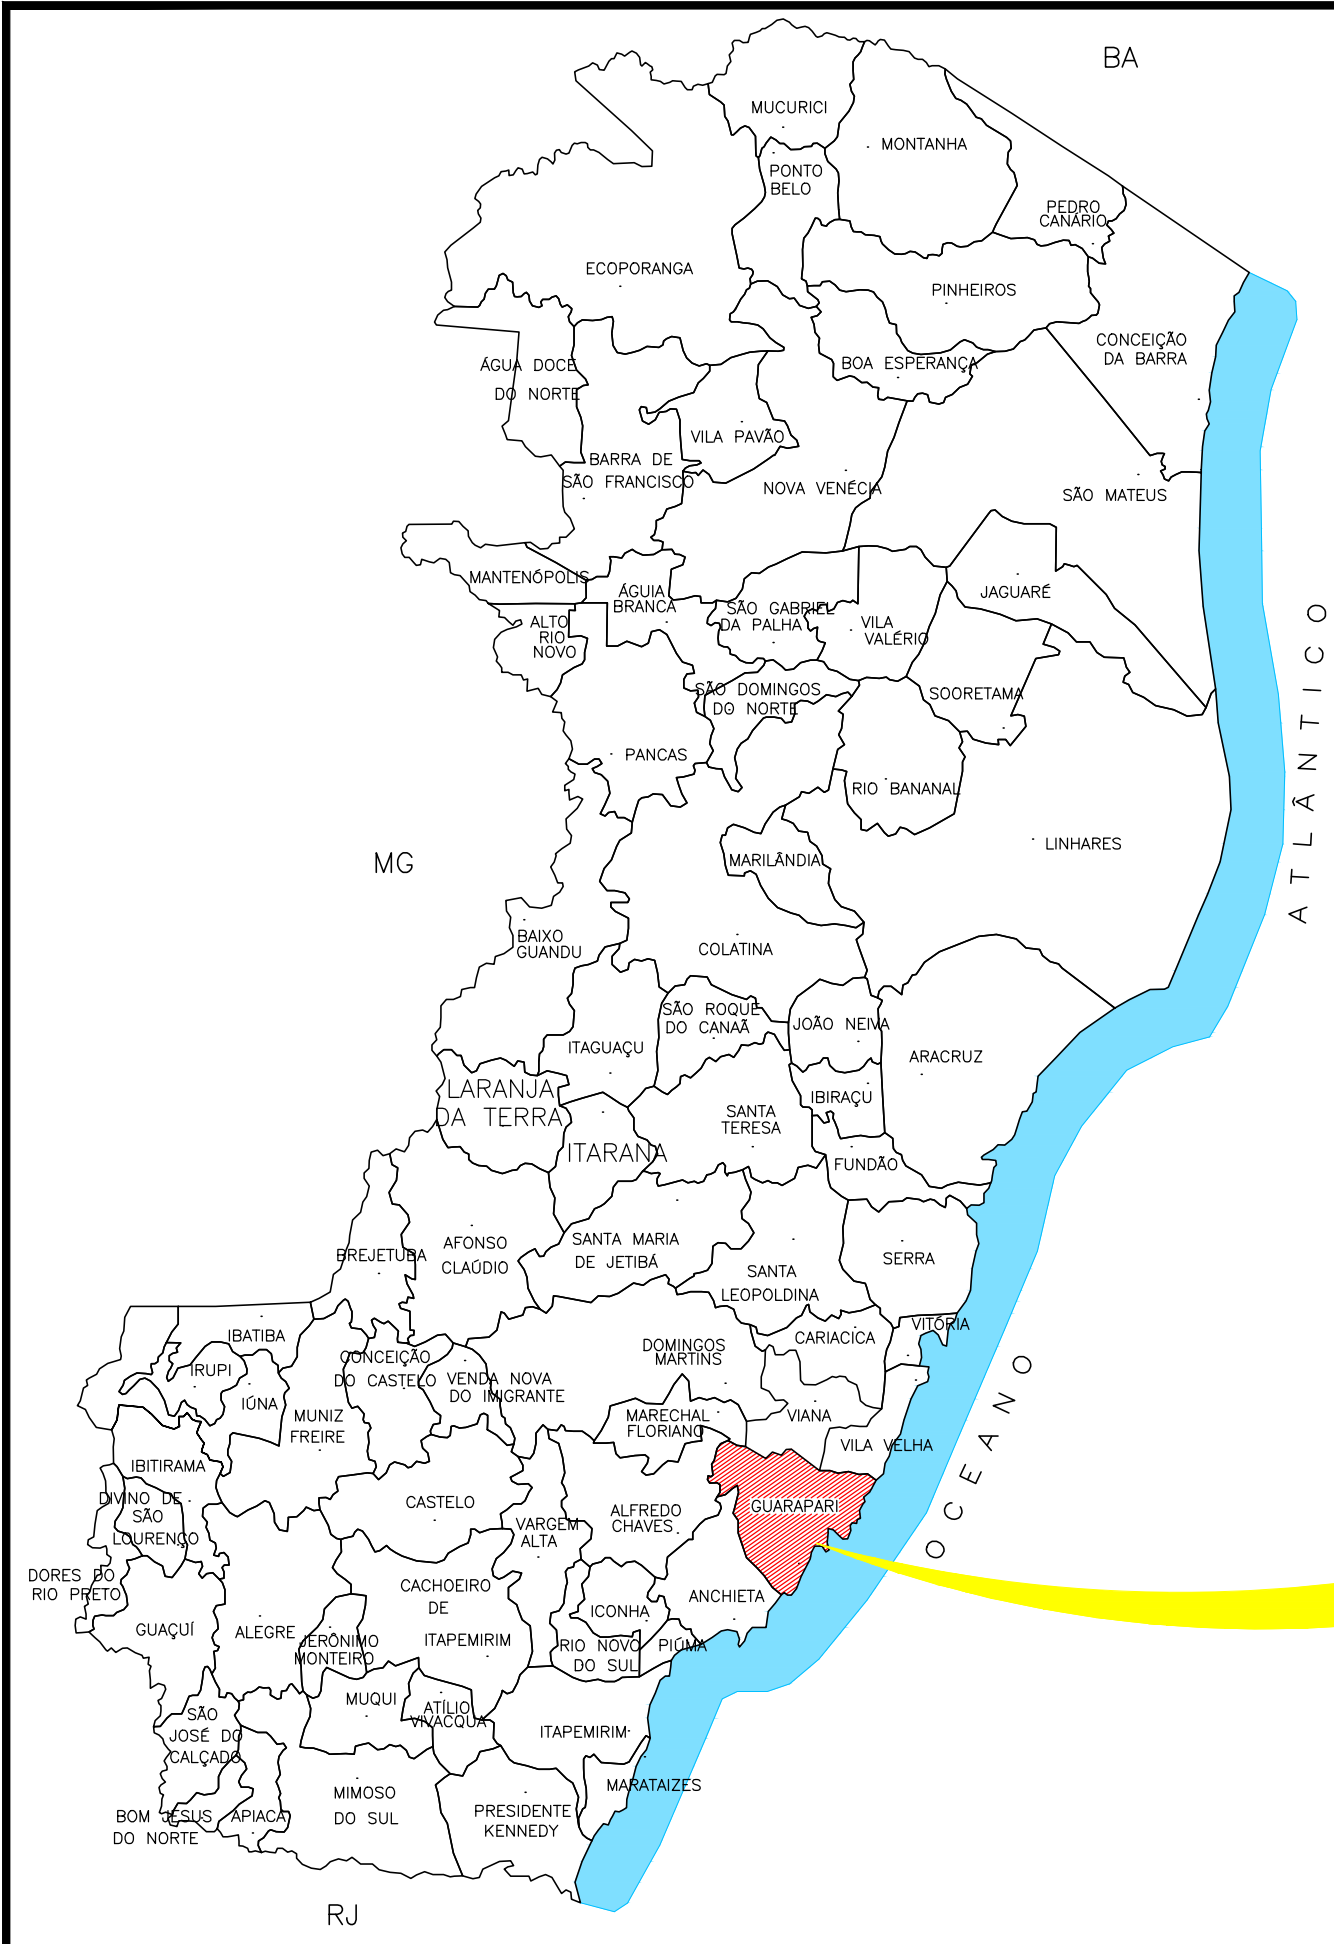 BA
MUCURICI
MONTANHA
PONTO
BELO
PEDRO
CANÁRIO
ECOPORANGA
PINHEIROS
CONCEIÇÃO
DA BARRA
ÁGUA DOCE
DO NORTE
BOA ESPERANÇA
VILA PAVÃO
BARRA DE
SÃO FRANCISCO
NOVA VENÉCIA
SÃO MATEUS
MANTENÓPOLIS
ÁGUIA
BRANCA
JAGUARÉ
SÃO GABRIEL
DA PALHA
VILA
VALÉRIO
ALTO
RIO
NOVO
SÃO DOMINGOS
DO NORTE
SOORETAMA
PANCAS
RIO BANANAL
LINHARES
MG
MARILÂNDIA
ATLÂNTICO
BAIXO
GUANDU
COLATINA
SÃO ROQUE
DO CANAÃ
JOÃO NEIVA
ITAGUAÇU
ARACRUZ
LARANJA
DA TERRA
IBIRAÇU
SANTA
TERESA
ITARANA
FUNDÃO
BREJETUBA
AFONSO
CLAÚDIO
SANTA MARIA
DE JETIBÁ
SERRA
SANTA
LEOPOLDINA
VITÓRIA
IBATIBA
CARIACICA
DOMINGOS
MARTINS
CONCEIÇÃO
DO CASTELO
IRUPI
VENDA NOVA
DO IMIGRANTE
IÚNA
MUNIZ
FREIRE
MARECHAL
FLORIANO
VIANA
VILA VELHA
OCEANO
IBITIRAMA
DIVINO DE
SÃO
LOURENÇO
CASTELO
ALFREDO
CHAVES
GUARAPARI
VARGEM
ALTA
DORES DO
RIO PRETO
CACHOEIRO
DE
ITAPEMIRIM
ICONHA
ANCHIETA
GUAÇUÍ
ALEGRE
JERÔNIMO
MONTEIRO
RIO NOVO
DO SUL
PIÚMA
MUQUI
ATÍLIO
VIVACQUA
SÃO
JOSÉ DO
CALÇADO
ITAPEMIRIM
MARATAIZES
MIMOSO
DO SUL
PRESIDENTE
KENNEDY
BOM JESUS
DO NORTE
APIACÁ
RJ